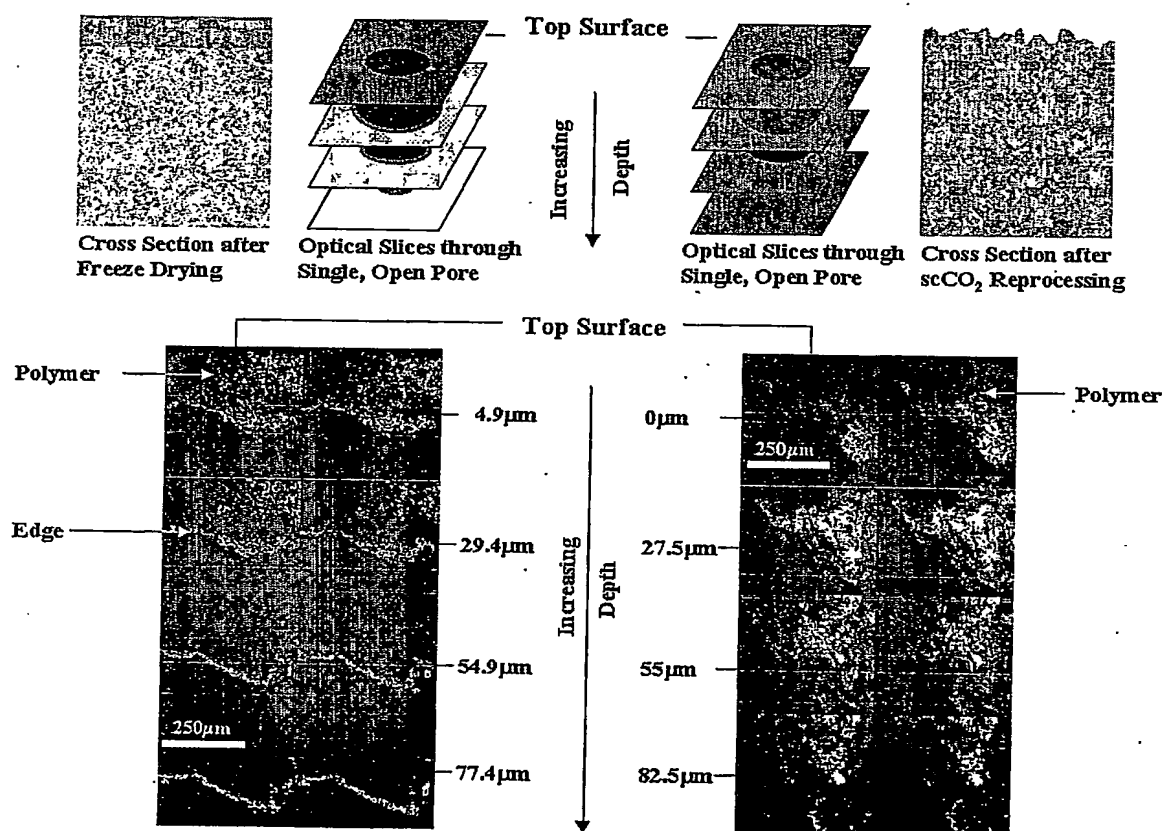 Top Surface
Increasing
Depth
Cross Section after
Freeze Drying
Optical Slices through
Single, Open Pore
Optical Slices through
Single, Open Pore
Cross Section after
scCO₂ Reprocessing
Top Surface
Polymer
4.9µm
Edge
29.4µm
54.9µm
250µm
77.4µm
Increasing
Depth
Polymer
0µm
250µm
27.5µm
55µm
82.5µm